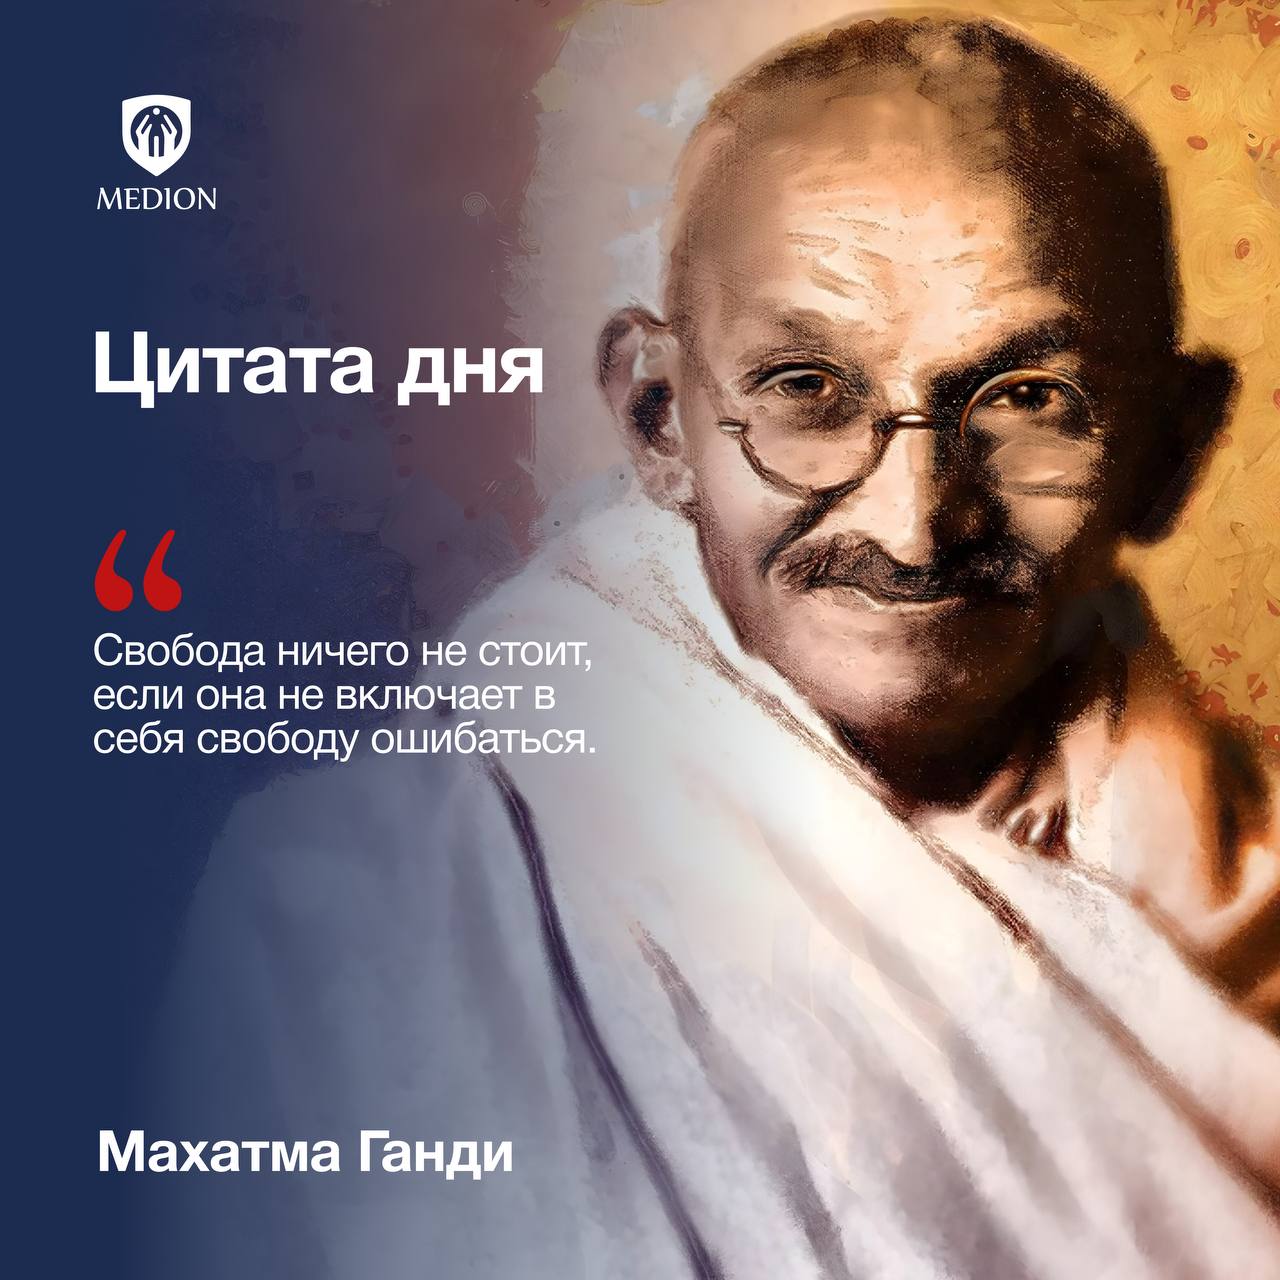 MEDION
Цитата дня
“
Свобода ничего не стоит,
если она не включает в
себя свободу ошибаться.
Махатма Ганди